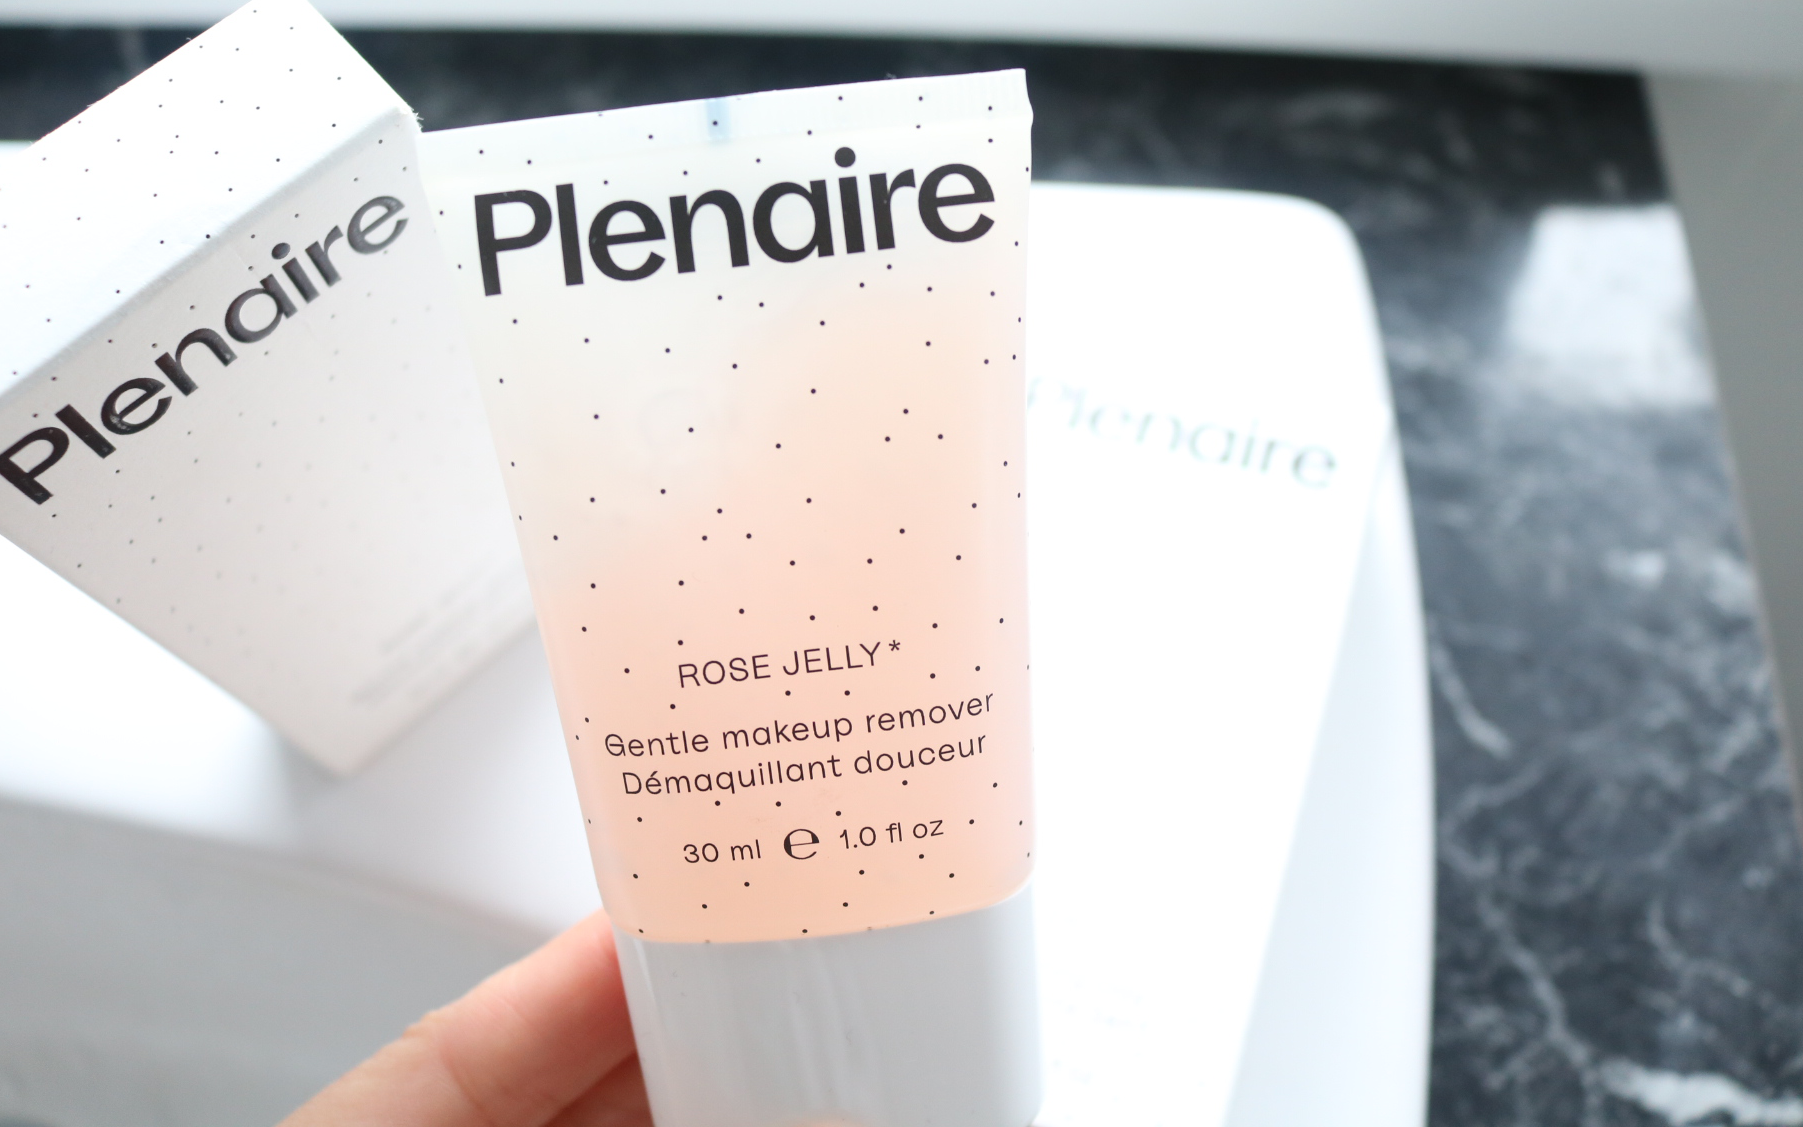 Plenaire
Plenaire
Plenaire
ROSE JELLY*
Gentle makeup remover
Démaquillant douceur
30 ml ℮ 1.0 fl oz